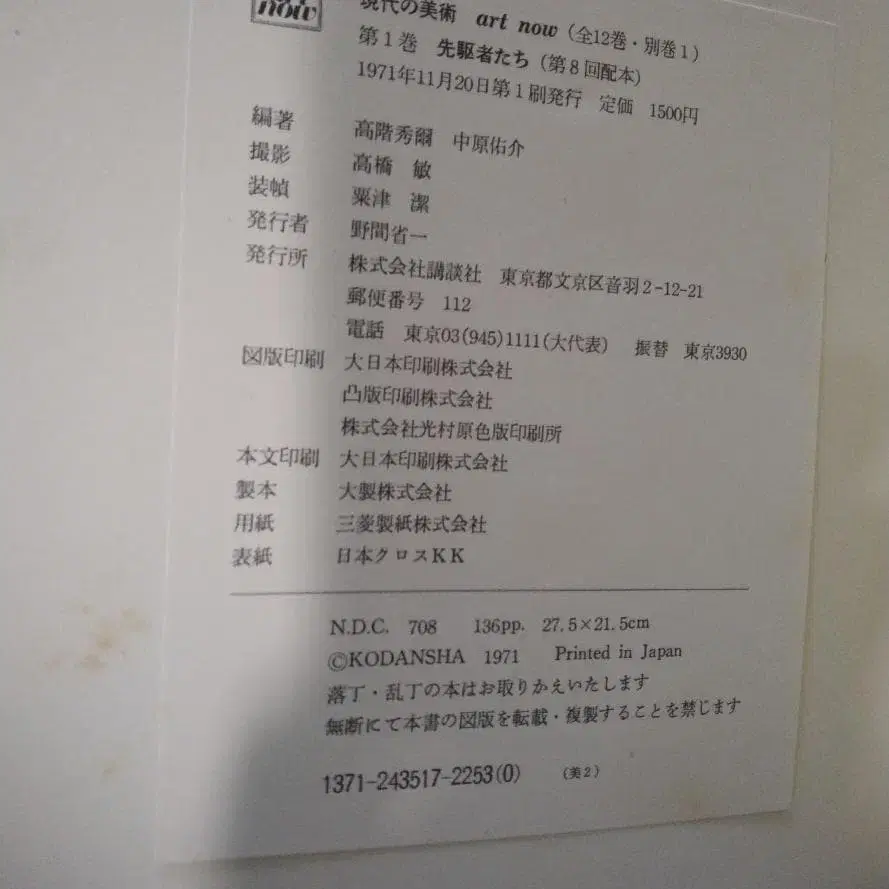 now
現代の美術 art now (全12巻・別巻1)
第1巻 先駆者たち (第8回配本)
1971年11月20日第1刷発行 定価 1500円
編著 高階秀爾 中原佑介
撮影 高橋 敏
装幀 粟津 潔
発行者 野間省一
発行所 株式会社講談社 東京都文京区音羽2-12-21
郵便番号 112
電話 東京03(945)1111(大代表) 振替 東京3930
図版印刷 大日本印刷株式会社
凸版印刷株式会社
株式会社光村原色版印刷所
本文印刷 大日本印刷株式会社
製本 大製株式会社
用紙 三菱製紙株式会社
表紙 日本クロスKK
N.D.C. 708 136pp. 27.5×21.5cm
©KODANSHA 1971 Printed in Japan
落丁・乱丁の本はお取りかえいたします
無断にて本書の図版を転載・複製することを禁じます
1371-243517-2253(0) (美2)